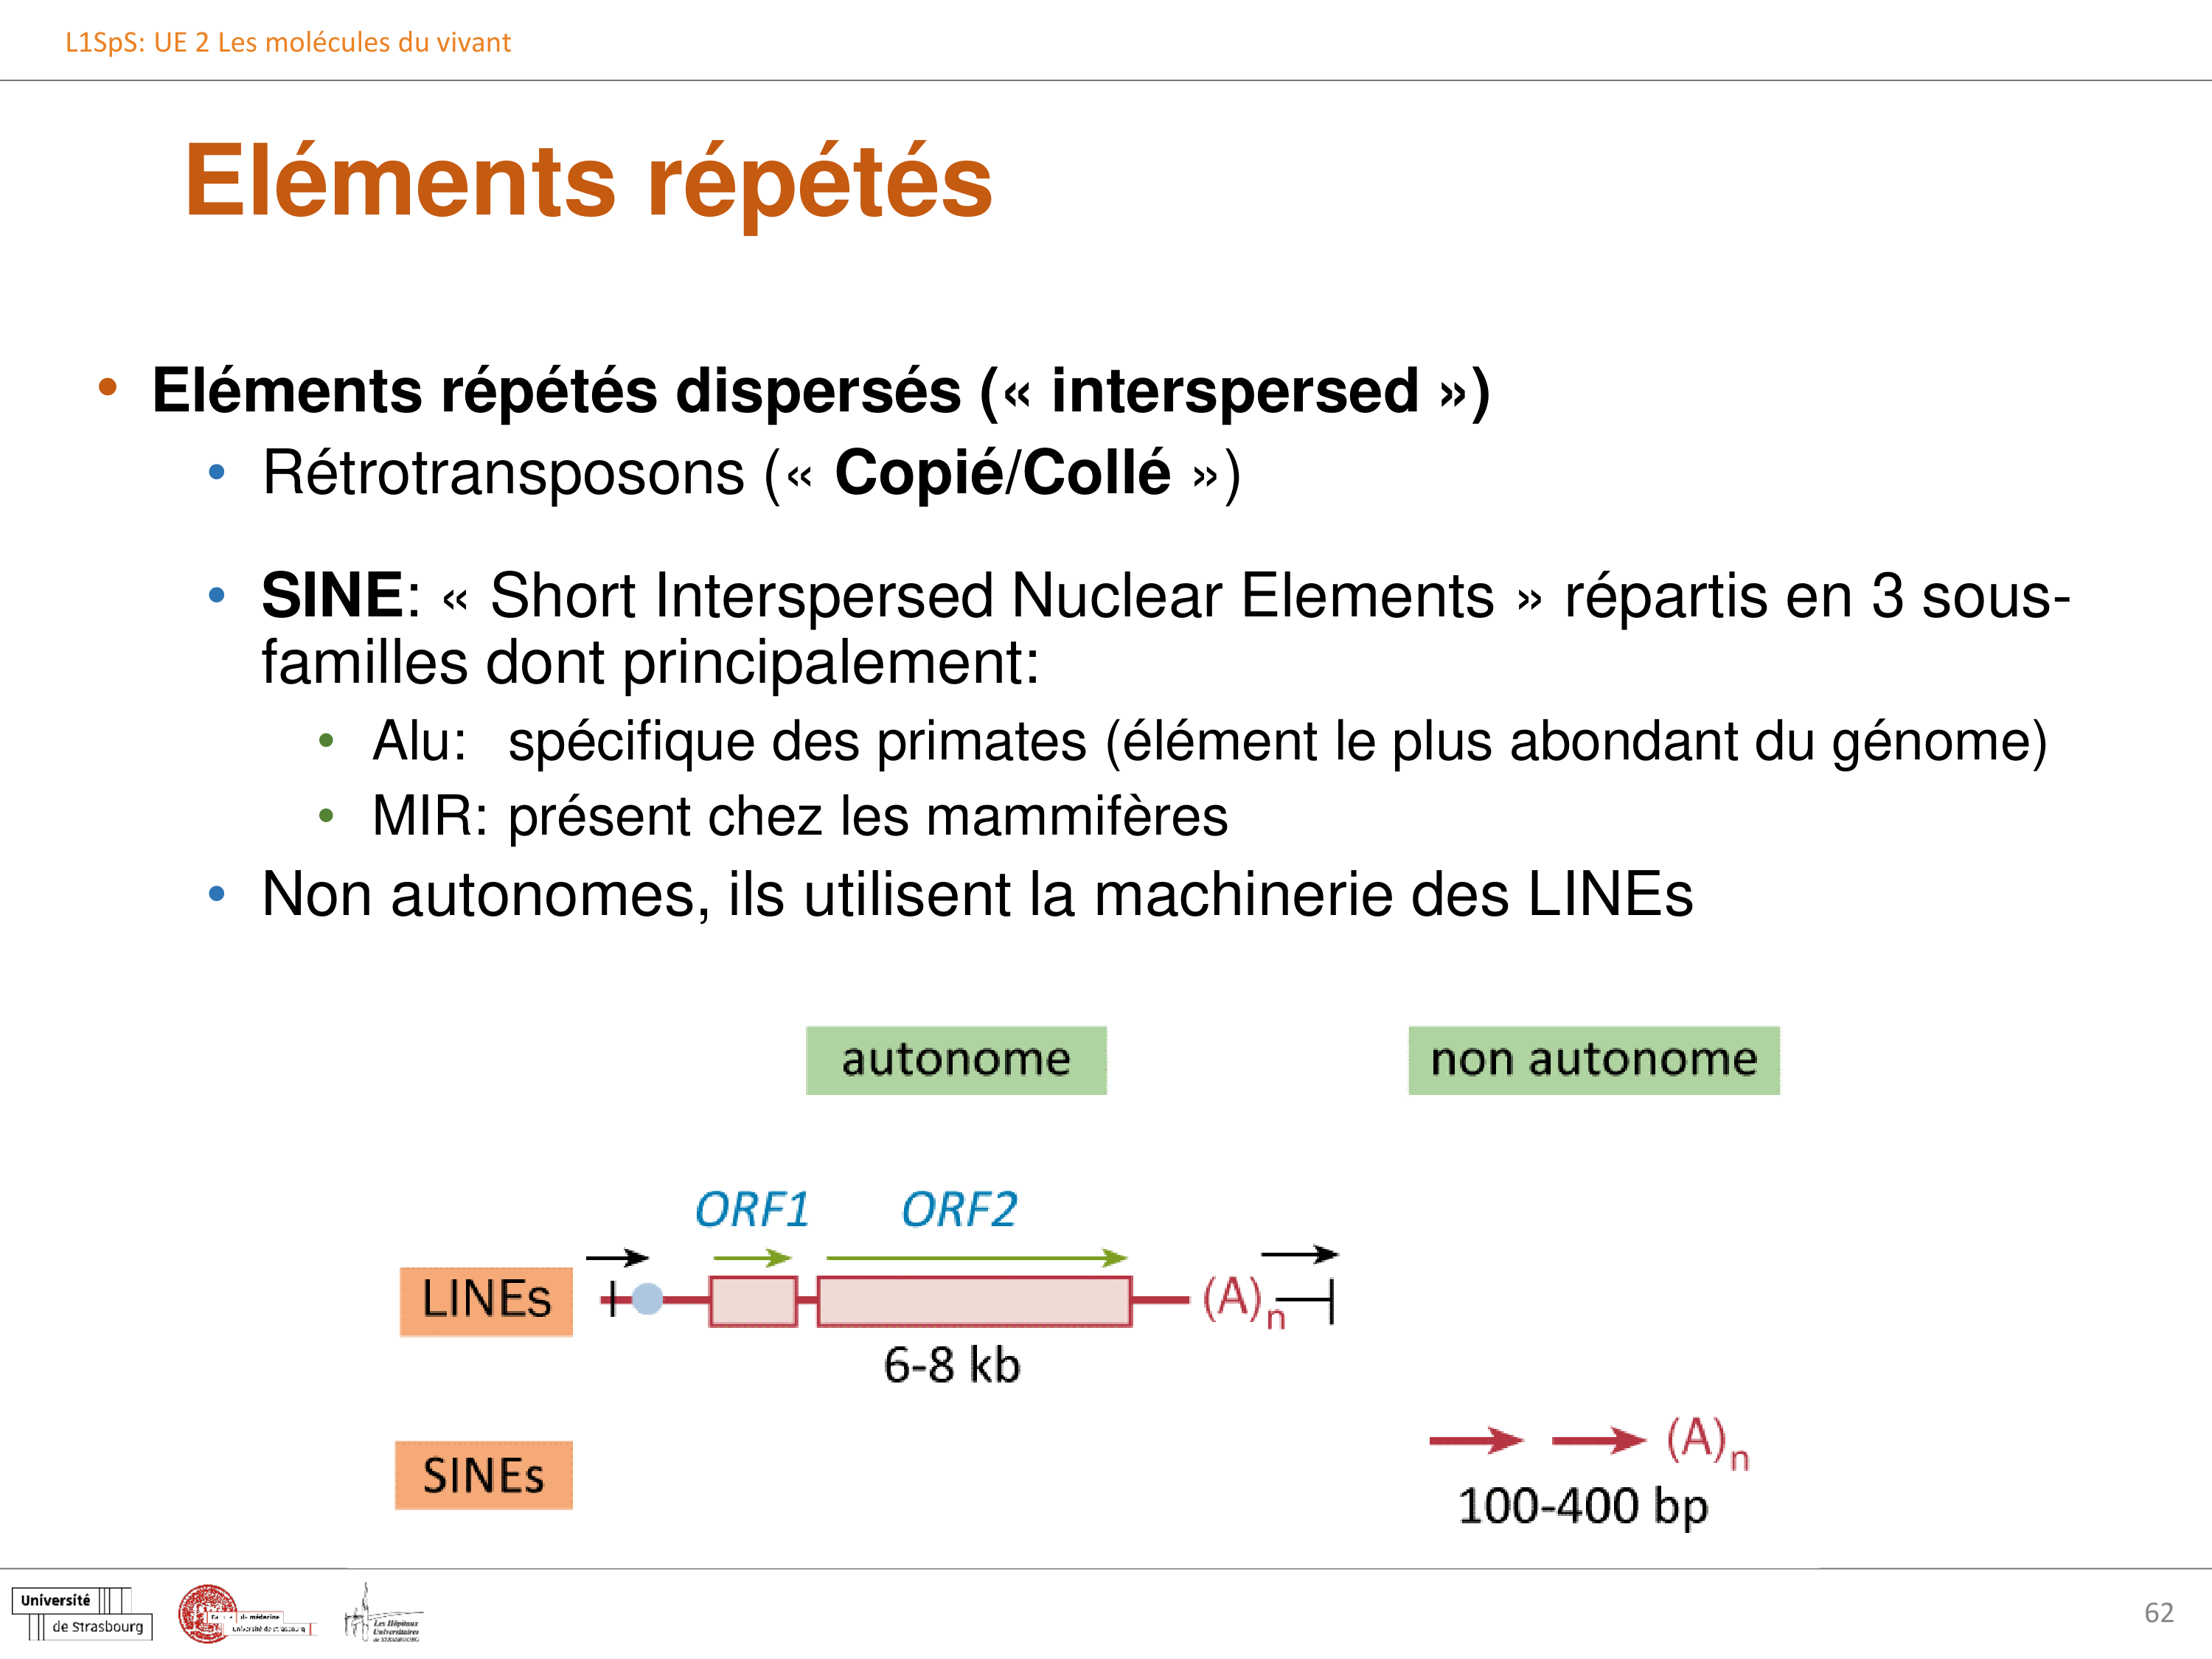 L1SpS: UE 2 Les molécules du vivant
Eléments répétés
• Eléments répétés dispersés (« interspersed »)
• Rétrotransposons (« Copié/Collé »)
• SINE: « Short Interspersed Nuclear Elements » répartis en 3 sous-
familles dont principalement:
• Alu: spécifique des primates (élément le plus abondant du génome)
• MIR: présent chez les mammifères
• Non autonomes, ils utilisent la machinerie des LINEs
autonome
non autonome
ORF1
ORF2
LINEs
(A)n
6-8 kb
SINEs
(A)n
100-400 bp
Université
de Strasbourg
de médecine
Université de strasbourg
Les Hôpitaux
Universitaires
de STRASBOURG
62